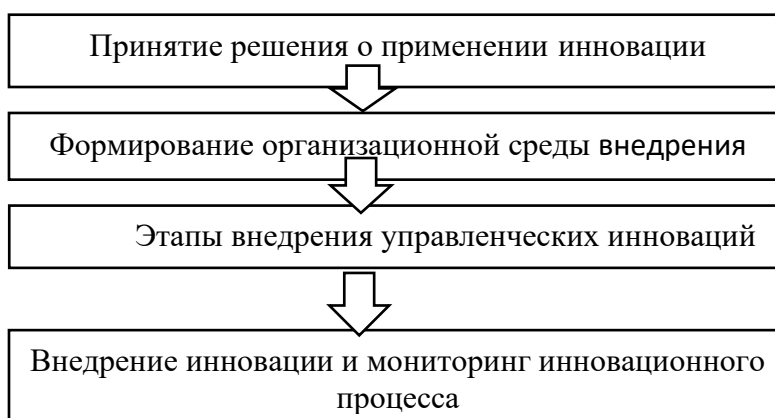 Принятие решения о применении инновации
Формирование организационной среды внедрения
Этапы внедрения управленческих инноваций
Внедрение инновации и мониторинг инновационного
процесса